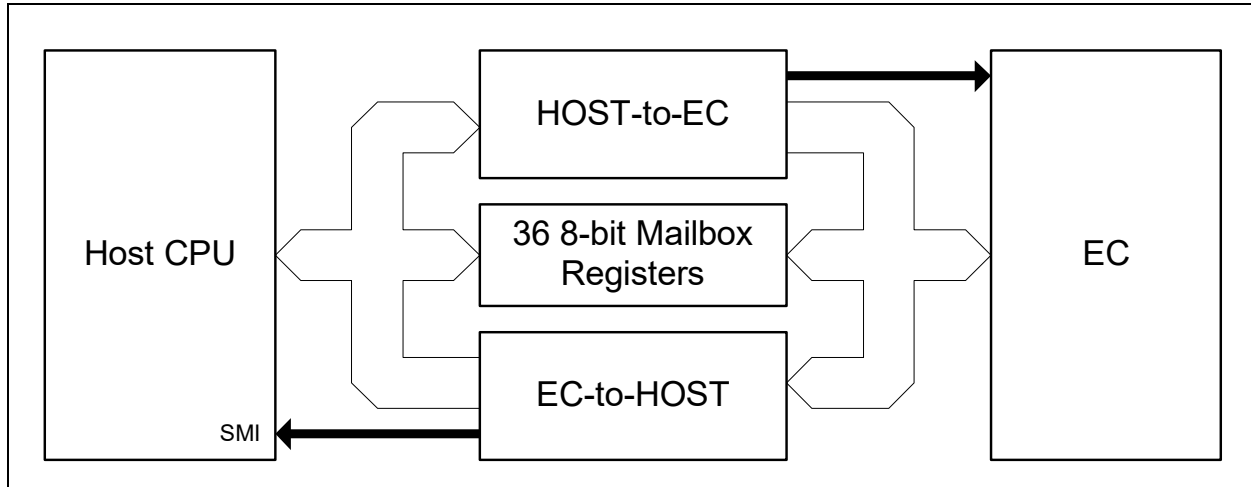 HOST-to-EC
Host CPU
36 8-bit Mailbox
Registers
EC
EC-to-HOST
SMI